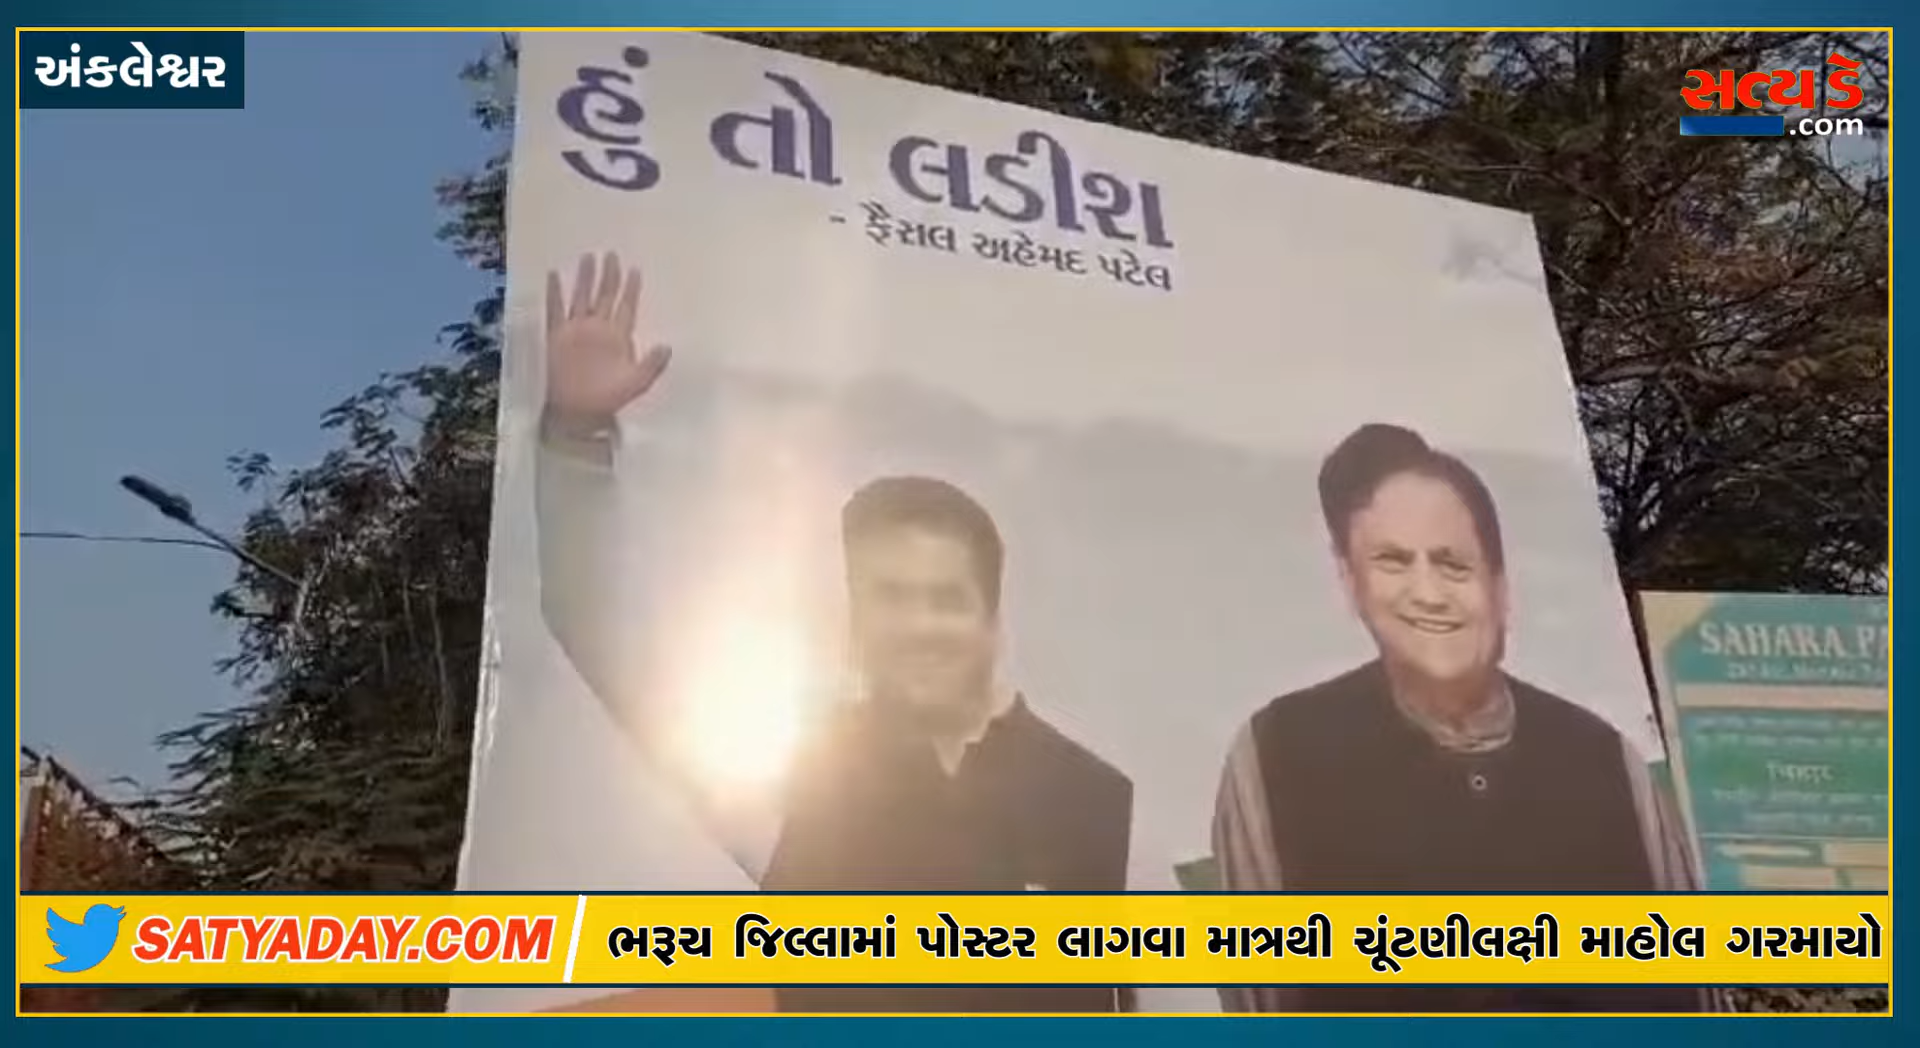 અંકલેશ્વર
સત્ય ડે
.com
હું તો લડીશ
- ફૈસલ અહેમદ પટેલ
SAHARA PA
SATYADAY.COM
ભરૂચ જિલ્લામાં પોસ્ટર લાગવા માત્રથી ચૂંટણીલક્ષી માહોલ ગરમાયો